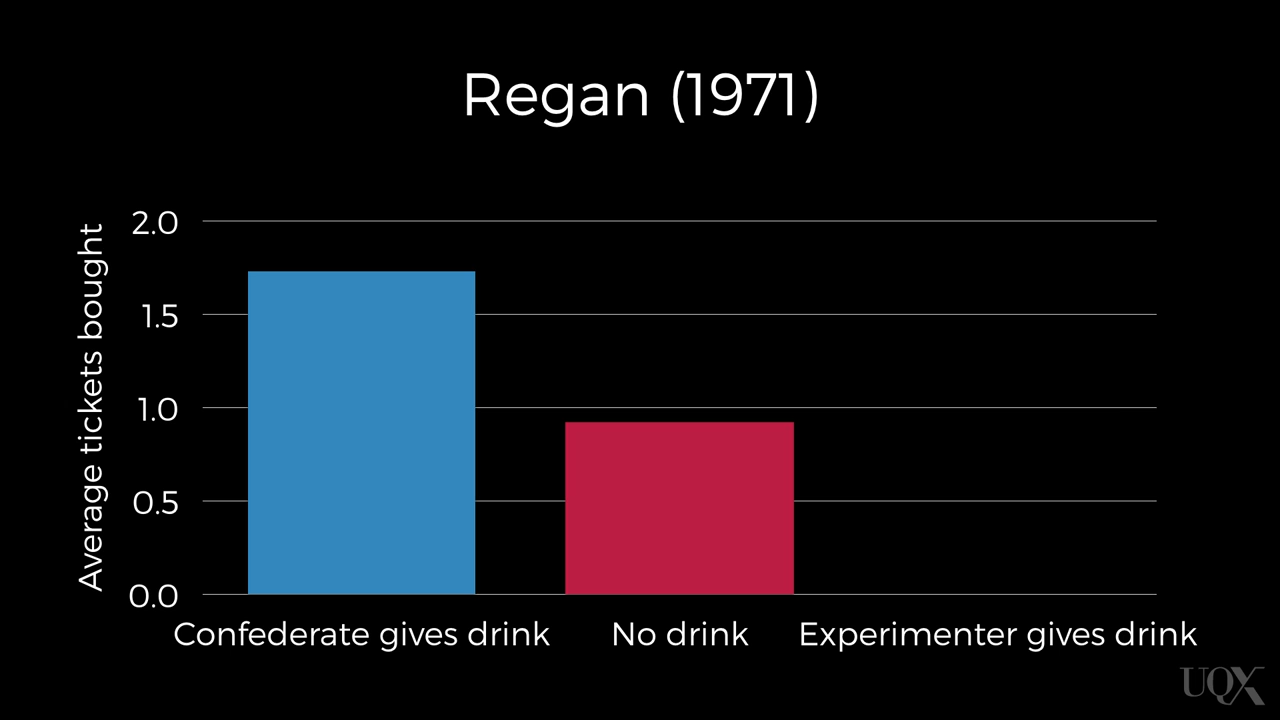 Regan (1971)
Average tickets bought
2.0
1.5
1.0
0.5
0.0
Confederate gives drink
No drink
Experimenter gives drink
UQX